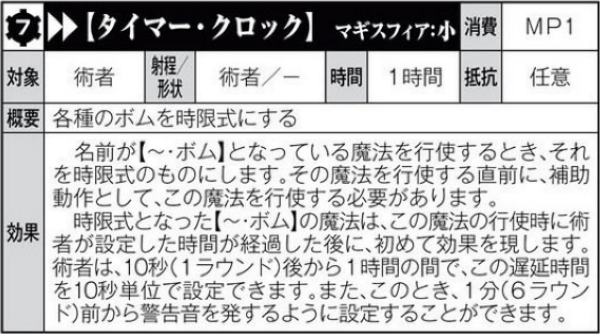 7 ▶▶【タイマー・クロック】 マギスフィア:小 消費 MP1
対象 術者 射程/形状 術者/― 時間 1時間 抵抗 任意
概要 各種のボムを時限式にする
効果
名前が【〜・ボム】となっている魔法を行使するとき、それ
を時限式のものにします。その魔法を行使する直前に、補助
動作として、この魔法を行使する必要があります。
時限式となった【〜・ボム】の魔法は、この魔法の行使時に術
者が設定した時間が経過した後に、初めて効果を現します。
術者は、10秒(1ラウンド)後から1時間の間で、この遅延時間
を10秒単位で設定できます。また、このとき、1分(6ラウン
ド)前から警告音を発するように設定することができます。